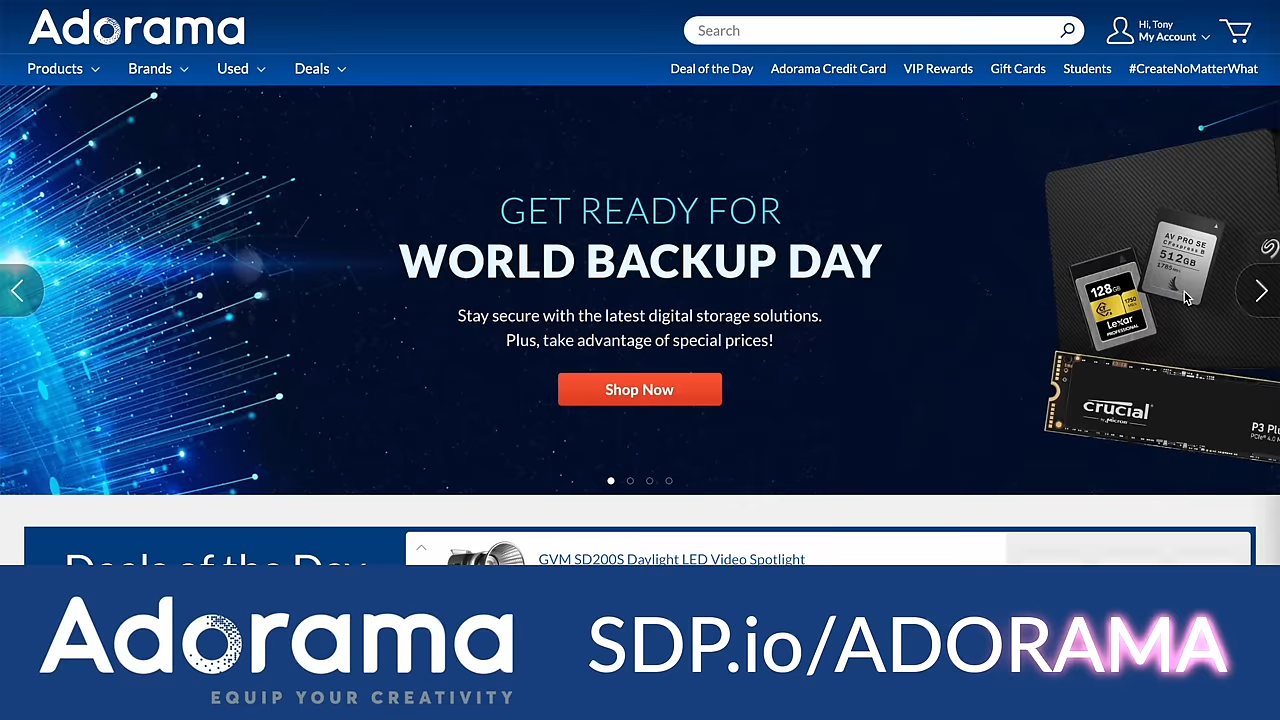 Adorama
Search
Hi, Tony
My Account
Products
Brands
Used
Deals
Deal of the Day
Adorama Credit Card
VIP Rewards
Gift Cards
Students
#CreateNoMatterWhat
GET READY FOR
WORLD BACKUP DAY
Stay secure with the latest digital storage solutions.
Plus, take advantage of special prices!
Shop Now
AV PRO SE
CFexpress B
512GB
128GB
Lexar
PROFESSIONAL
crucial
by Micron
Deals of the Day
GVM SD200S Daylight LED Video Spotlight
Adorama
EQUIP YOUR CREATIVITY
SDP.io/ADORAMA